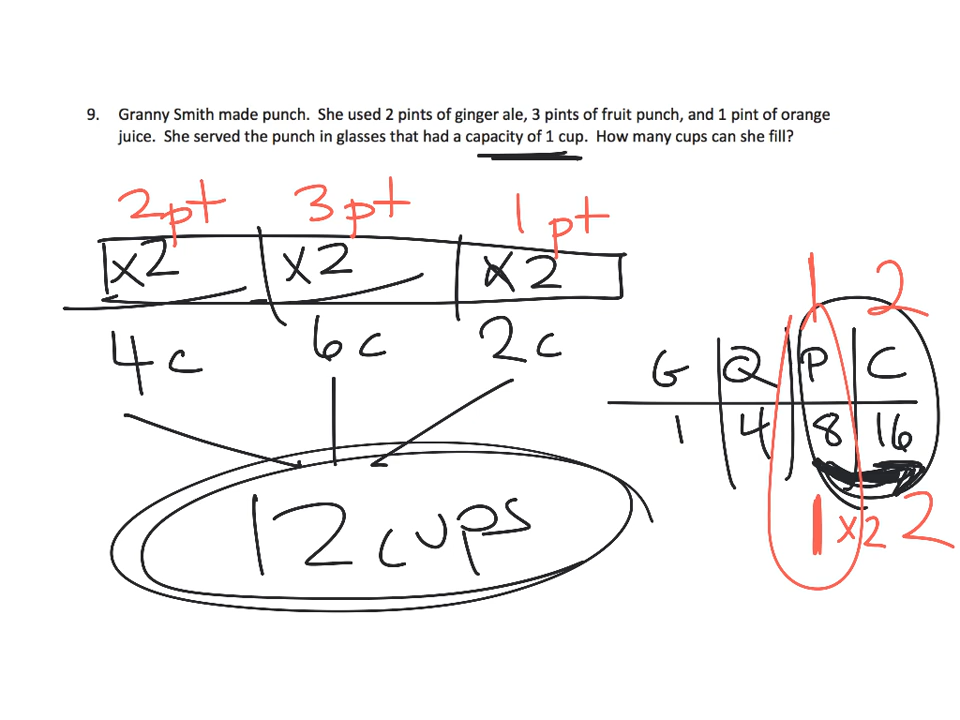 9. Granny Smith made punch. She used 2 pints of ginger ale, 3 pints of fruit punch, and 1 pint of orange
juice. She served the punch in glasses that had a capacity of 1 cup. How many cups can she fill?
2pt 3pt 1pt
x2 x2 x2
4c 6c 2c
12 cups
1 2
G Q P C
1 4 8 16
1 x2 2